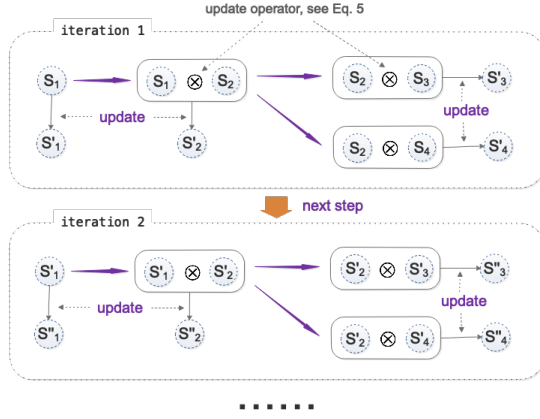 update operator, see Eq. 5
iteration 1
S₁ S₁ ⊗ S₂ S₂ ⊗ S₃ S'₃
update update
S'₁ S'₂ S₂ ⊗ S₄ S'₄
next step
iteration 2
S'₁ S'₁ ⊗ S'₂ S'₂ ⊗ S'₃ S"₃
update update
S"₁ S"₂ S'₂ ⊗ S'₄ S"₄
......